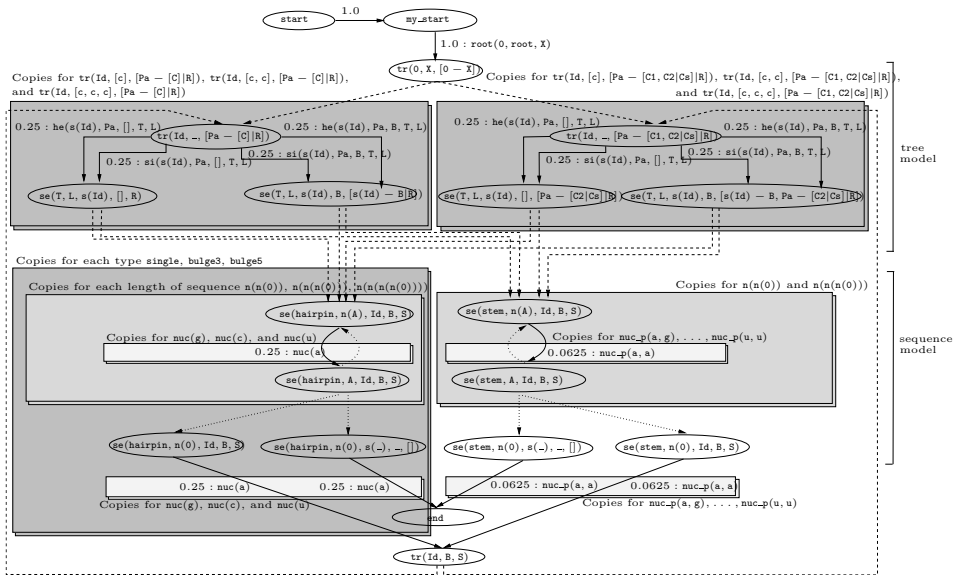 start
1.0
my_start
1.0 : root(0, root, X)
tr(0, X, [0 − X])
Copies for tr(Id, [c], [Pa − [C]|R]), tr(Id, [c, c], [Pa − [C]|R]),
and tr(Id, [c, c, c], [Pa − [C]|R])
Copies for tr(Id, [c], [Pa − [C1, C2|Cs]|R]), tr(Id, [c, c], [Pa − [C1, C2|Cs]|R]),
and tr(Id, [c, c, c], [Pa − [C1, C2|Cs]|R])
0.25 : he(s(Id), Pa, [], T, L)
0.25 : he(s(Id), Pa, B, T, L)
tr(Id, _, [Pa − [C]|R])
0.25 : si(s(Id), Pa, [], T, L)
0.25 : si(s(Id), Pa, B, T, L)
se(T, L, s(Id), [], R)
se(T, L, s(Id), B, [s(Id) − B|R])
0.25 : he(s(Id), Pa, [], T, L)
0.25 : he(s(Id), Pa, B, T, L)
tr(Id, _, [Pa − [C1, C2|Cs]|R])
0.25 : si(s(Id), Pa, [], T, L)
0.25 : si(s(Id), Pa, B, T, L)
se(T, L, s(Id), [], [Pa − [C2|Cs]|R])
se(T, L, s(Id), B, [s(Id) − B, Pa − [C2|Cs]|R])
tree
model
Copies for each type single, bulge3, bulge5
Copies for each length of sequence n(n(0)), n(n(n(0))), n(n(n(n(0))))
se(hairpin, n(A), Id, B, S)
Copies for nuc(g), nuc(c), and nuc(u)
0.25 : nuc(a)
se(hairpin, A, Id, B, S)
se(hairpin, n(0), Id, B, S)
se(hairpin, n(0), s(_), _, [])
0.25 : nuc(a)
0.25 : nuc(a)
Copies for nuc(g), nuc(c), and nuc(u)
Copies for n(n(0)) and n(n(n(0)))
se(stem, n(A), Id, B, S)
Copies for nuc_p(a, g), . . . , nuc_p(u, u)
0.0625 : nuc_p(a, a)
se(stem, A, Id, B, S)
se(stem, n(0), s(_), _, [])
se(stem, n(0), Id, B, S)
0.0625 : nuc_p(a, a)
0.0625 : nuc_p(a, a)
Copies for nuc_p(a, g), . . . , nuc_p(u, u)
sequence
model
end
tr(Id, B, S)